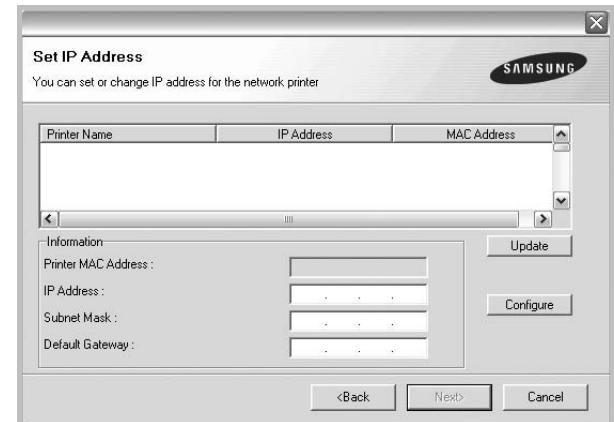 Set IP Address
You can set or change IP address for the network printer
SAMSUNG
Printer Name IP Address MAC Address
Information
Update
Printer MAC Address :
IP Address : . . .
Configure
Subnet Mask : . . .
Default Gateway : . . .
<Back Next> Cancel